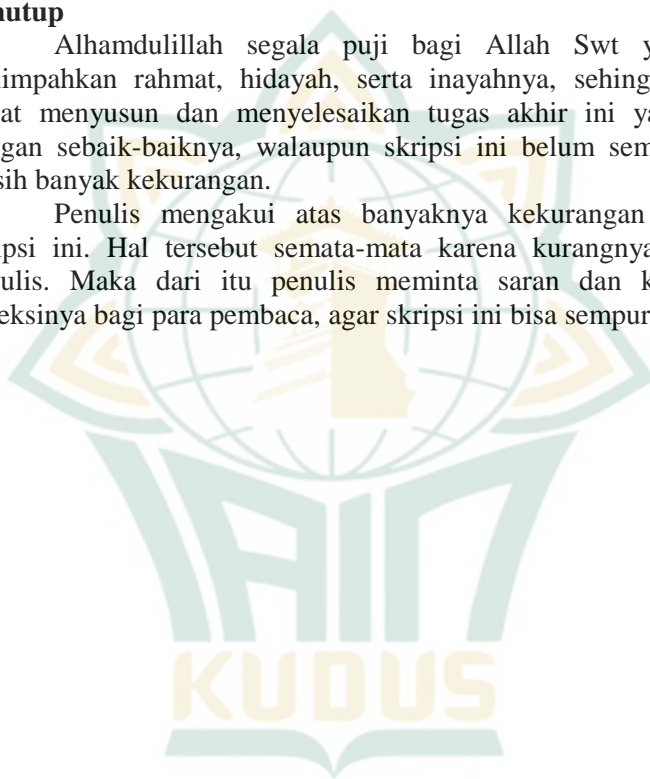 nutup
Alhamdulillah segala puji bagi Allah Swt y
limpahkan rahmat, hidayah, serta inayahnya, sehing
at menyusun dan menyelesaikan tugas akhir ini ya
gan sebaik-baiknya, walaupun skripsi ini belum sem
sih banyak kekurangan.
Penulis mengakui atas banyaknya kekurangan
ipsi ini. Hal tersebut semata-mata karena kurangnya
ulis. Maka dari itu penulis meminta saran dan k
eksinya bagi para pembaca, agar skripsi ini bisa sempur
IAIN
KUDUS